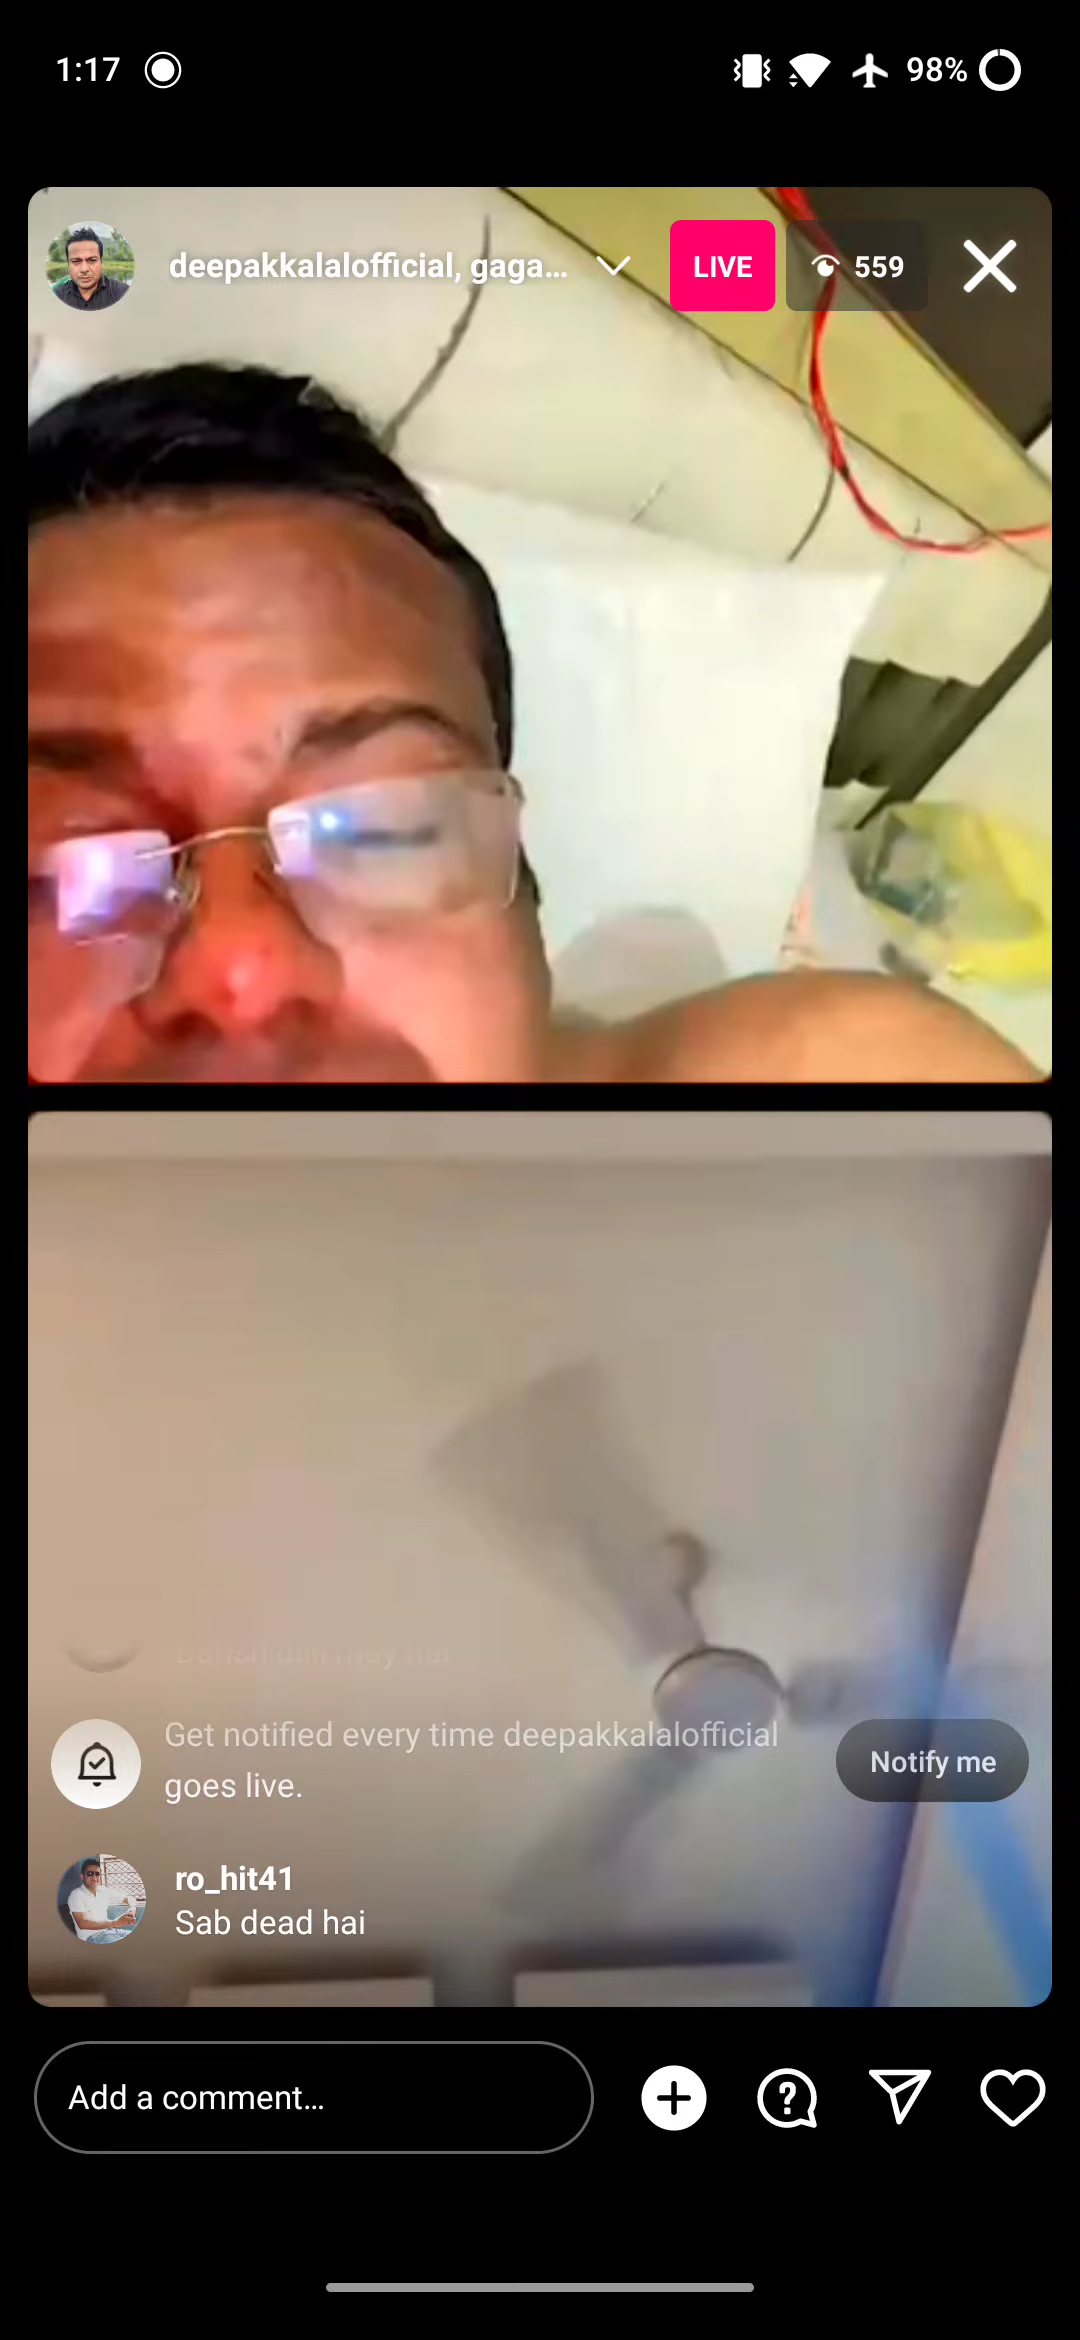 1:17
98%
deepakkalalofficial, gaga...
LIVE
559
Get notified every time deepakkalalofficial
goes live.
Notify me
ro_hit41
Sab dead hai
Add a comment...